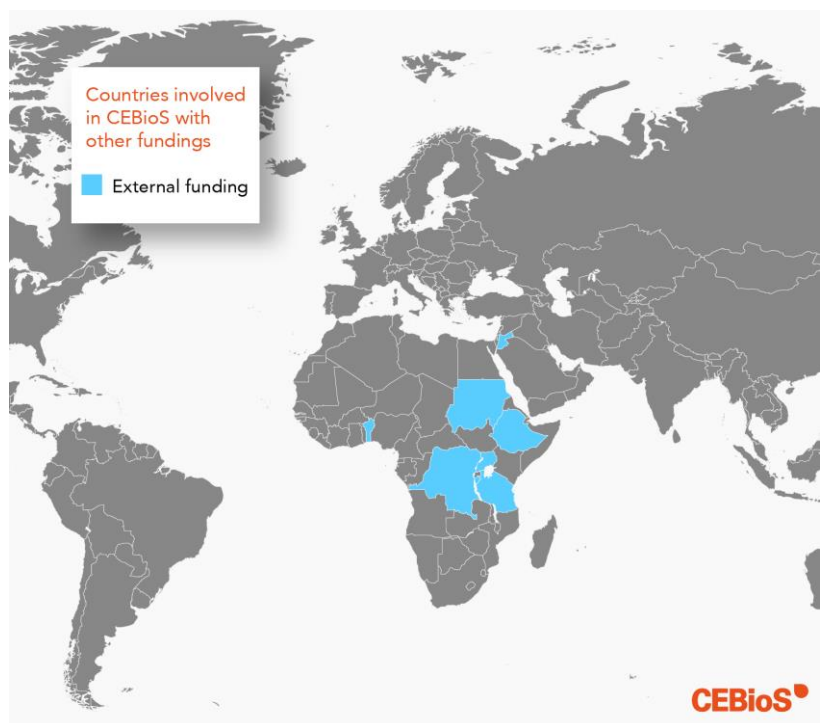 Countries involved
in CEBioS with
other fundings
External funding
CEBioS